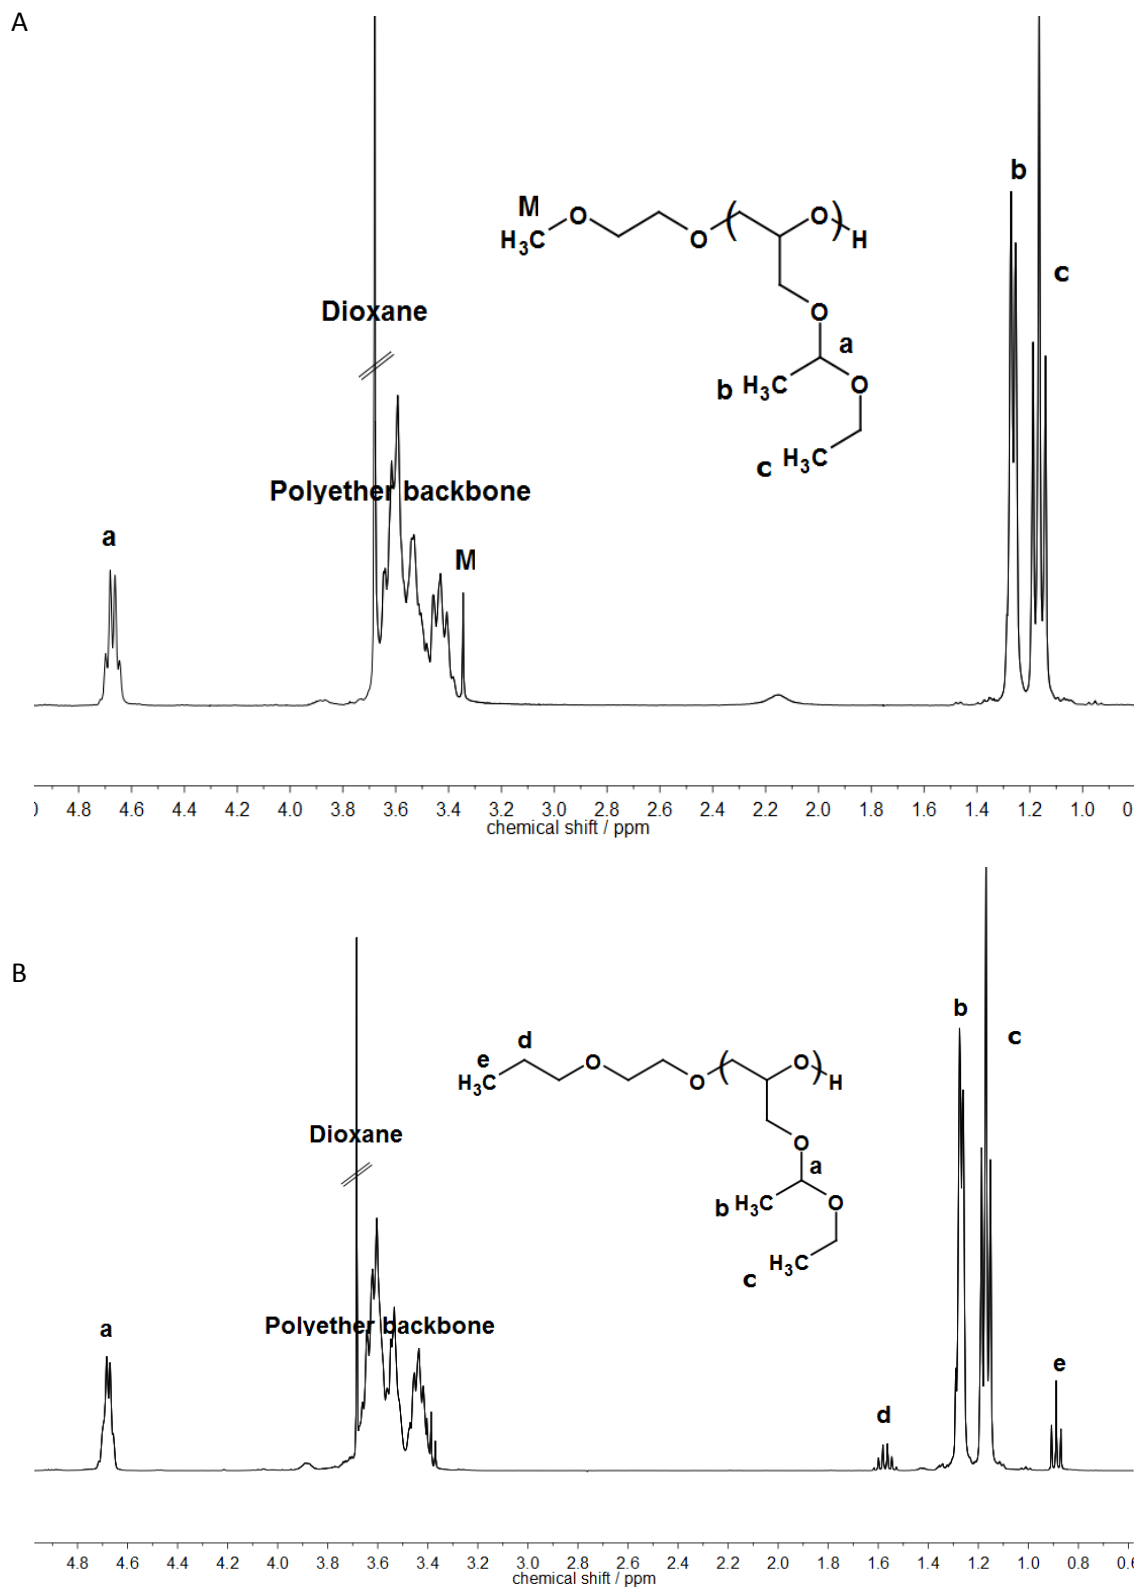 A
b
M
O
O
H
H₃C
O
c
Dioxane
O
a
b H₃C
O
Polyether backbone
c H₃C
a
M
) 4.8 4.6 4.4 4.2 4.0 3.8 3.6 3.4 3.2 3.0 2.8 2.6 2.4 2.2 2.0 1.8 1.6 1.4 1.2 1.0 0
chemical shift / ppm
B
b
c
d
e
O
O
H
H₃C
O
Dioxane
O
a
b H₃C
O
H₃C
c
Polyether backbone
a
e
d
4.8 4.6 4.4 4.2 4.0 3.8 3.6 3.4 3.2 3.0 2.8 2.6 2.4 2.2 2.0 1.8 1.6 1.4 1.2 1.0 0.8 0.6
chemical shift / ppm